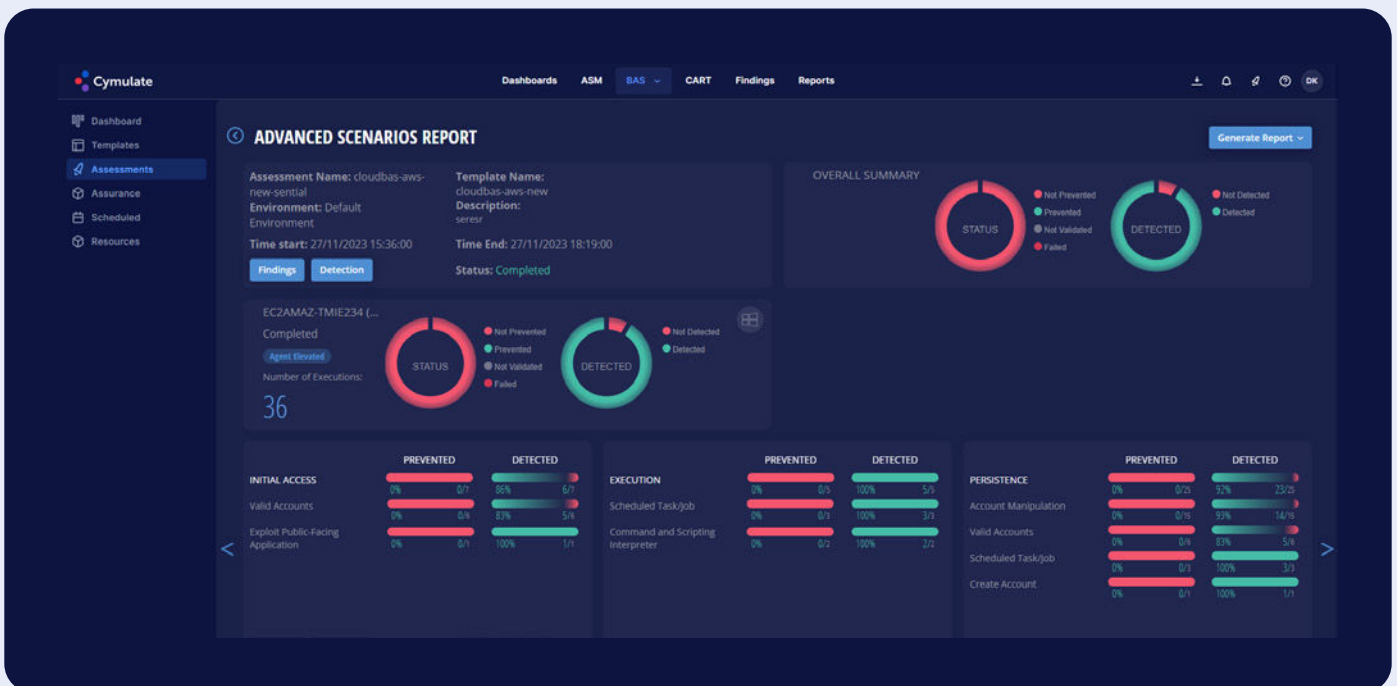 Cymulate
Dashboards ASM BAS CART Findings Reports
DK
Dashboard
Templates
Assessments
Assurance
Scheduled
Resources
ADVANCED SCENARIOS REPORT
Generate Report
Assessment Name: cloudbas-aws-
new-sential
Environment: Default
Environment
Time start: 27/11/2023 15:36:00
Findings Detection
Template Name:
cloudbas-aws-new
Description:
seresr
Time End: 27/11/2023 18:19:00
Status: Completed
OVERALL SUMMARY
STATUS
Not Prevented
Prevented
Not Validated
Failed
DETECTED
Not Detected
Detected
EC2AMAZ-TMIE234 (...
Completed
Agent Elevated
Number of Executions:
36
STATUS
Not Prevented
Prevented
Not Validated
Failed
DETECTED
Not Detected
Detected
PREVENTED DETECTED
INITIAL ACCESS
0% 0/7 86% 6/7
Valid Accounts
0% 0/6 83% 5/6
Exploit Public-Facing
Application
0% 0/1 100% 1/1
PREVENTED DETECTED
EXECUTION
0% 0/5 100% 5/5
Scheduled Task/Job
0% 0/3 100% 3/3
Command and Scripting
Interpreter
0% 0/2 100% 2/2
PREVENTED DETECTED
PERSISTENCE
0% 0/25 92% 23/25
Account Manipulation
0% 0/15 93% 14/15
Valid Accounts
0% 0/6 83% 5/6
Scheduled Task/Job
0% 0/3 100% 3/3
Create Account
0% 0/1 100% 1/1